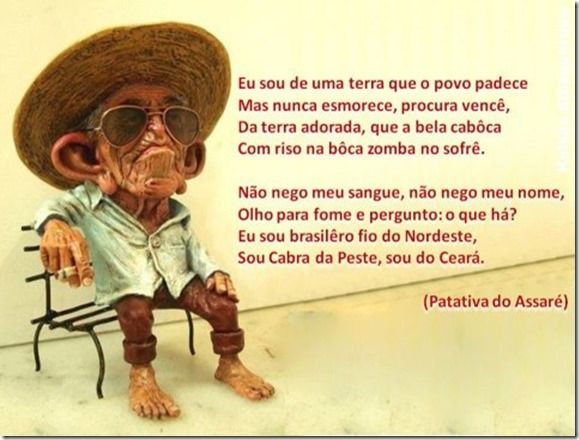 Eu sou de uma terra que o povo padece
Mas nunca esmorece, procura vencê,
Da terra adorada, que a bela cabôca
Com riso na bôca zomba no sofrê.
Não nego meu sangue, não nego meu nome,
Olho para fome e pergunto: o que há?
Eu sou brasilêro fio do Nordeste,
Sou Cabra da Peste, sou do Ceará.
(Patativa do Assaré)